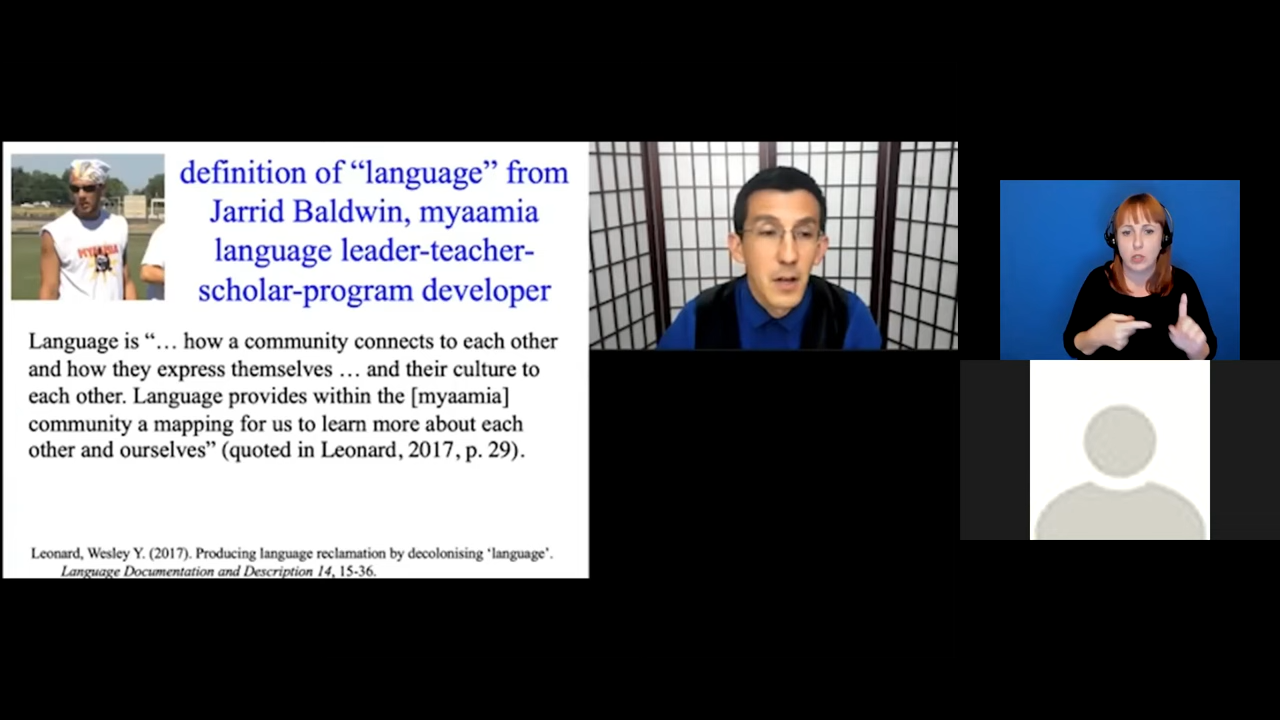 definition of “language” from
Jarrid Baldwin, myaamia
language leader-teacher-
scholar-program developer
Language is “… how a community connects to each other
and how they express themselves … and their culture to
each other. Language provides within the [myaamia]
community a mapping for us to learn more about each
other and ourselves” (quoted in Leonard, 2017, p. 29).
Leonard, Wesley Y. (2017). Producing language reclamation by decolonising ‘language’.
Language Documentation and Description 14, 15-36.